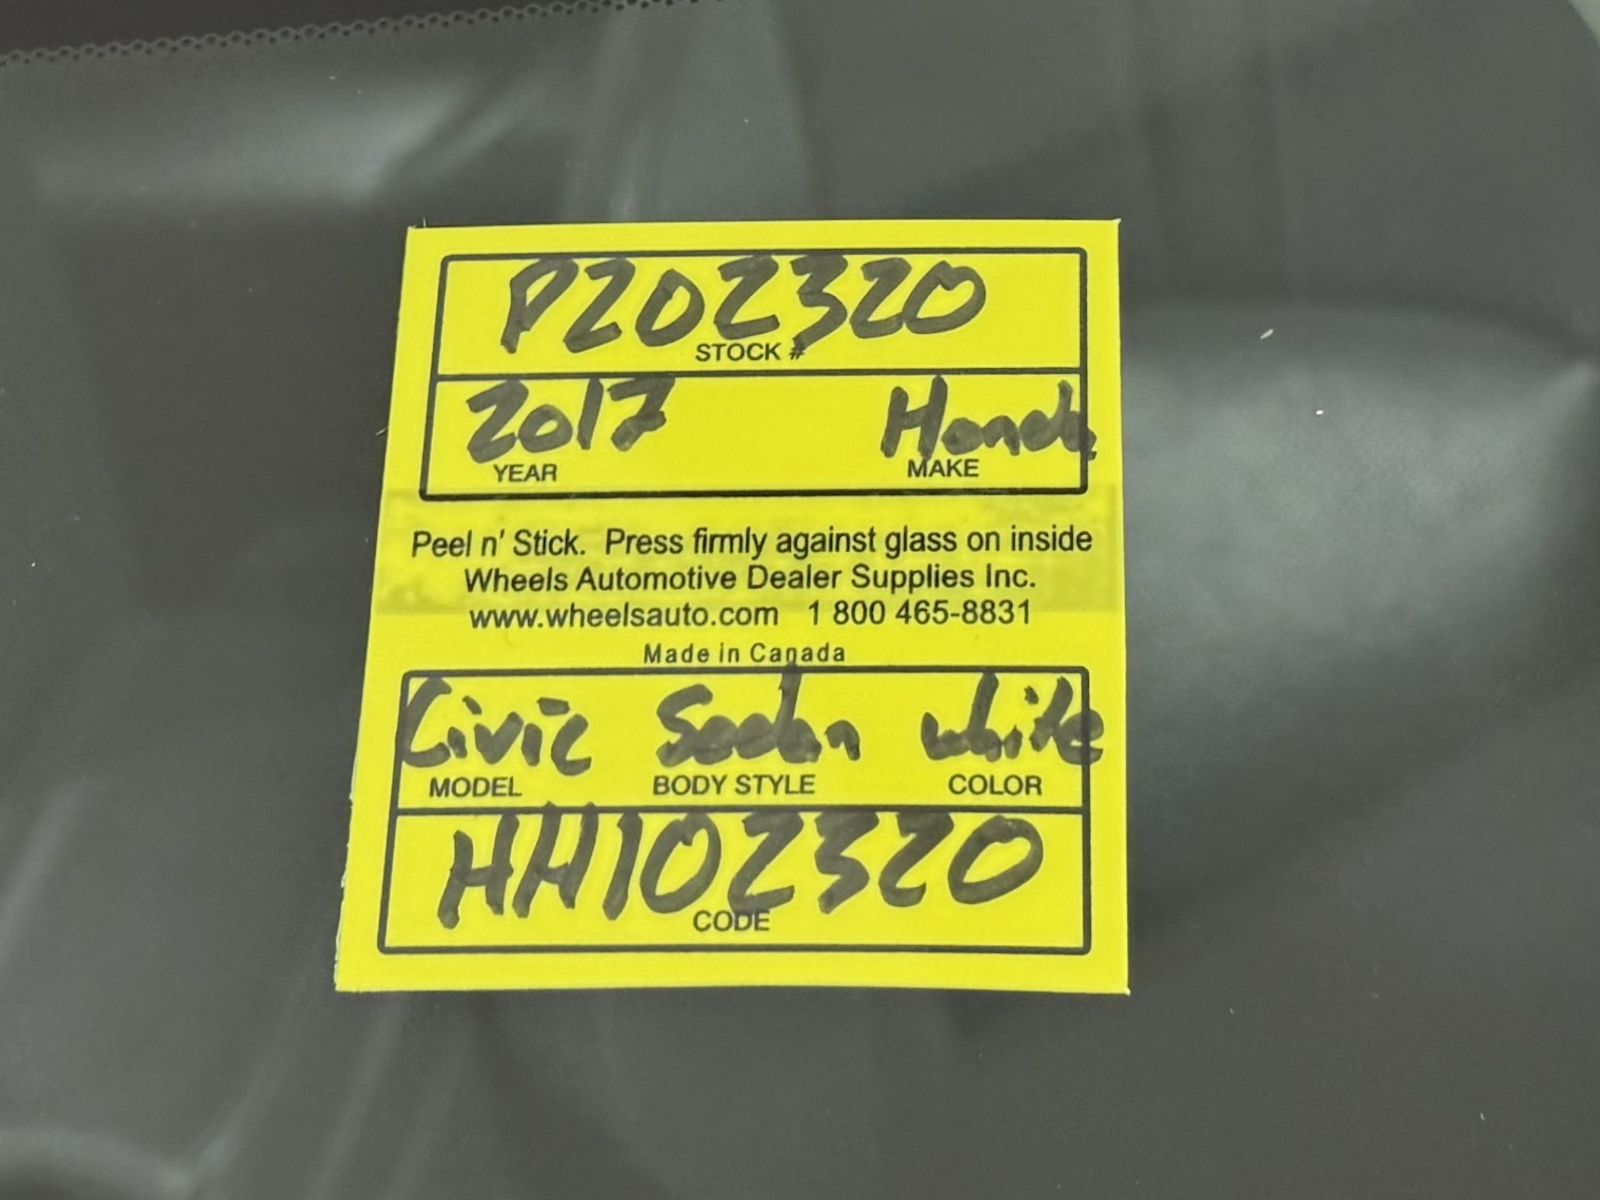 P202320
STOCK #
2017 Honda
YEAR MAKE
Peel n' Stick. Press firmly against glass on inside
Wheels Automotive Dealer Supplies Inc.
www.wheelsauto.com 1 800 465-8831
Made in Canada
Civic Sedan white
MODEL BODY STYLE COLOR
HH102320
CODE